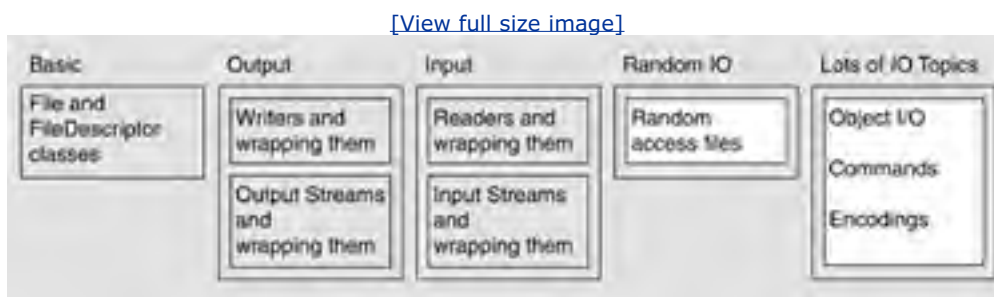 [View full size image]
Basic
File and
FileDescriptor
classes
Output
Writers and
wrapping them
Output Streams
and
wrapping them
Input
Readers and
wrapping them
Input Streams
and
wrapping them
Random IO
Random
access files
Lots of IO Topics
Object I/O
Commands
Encodings